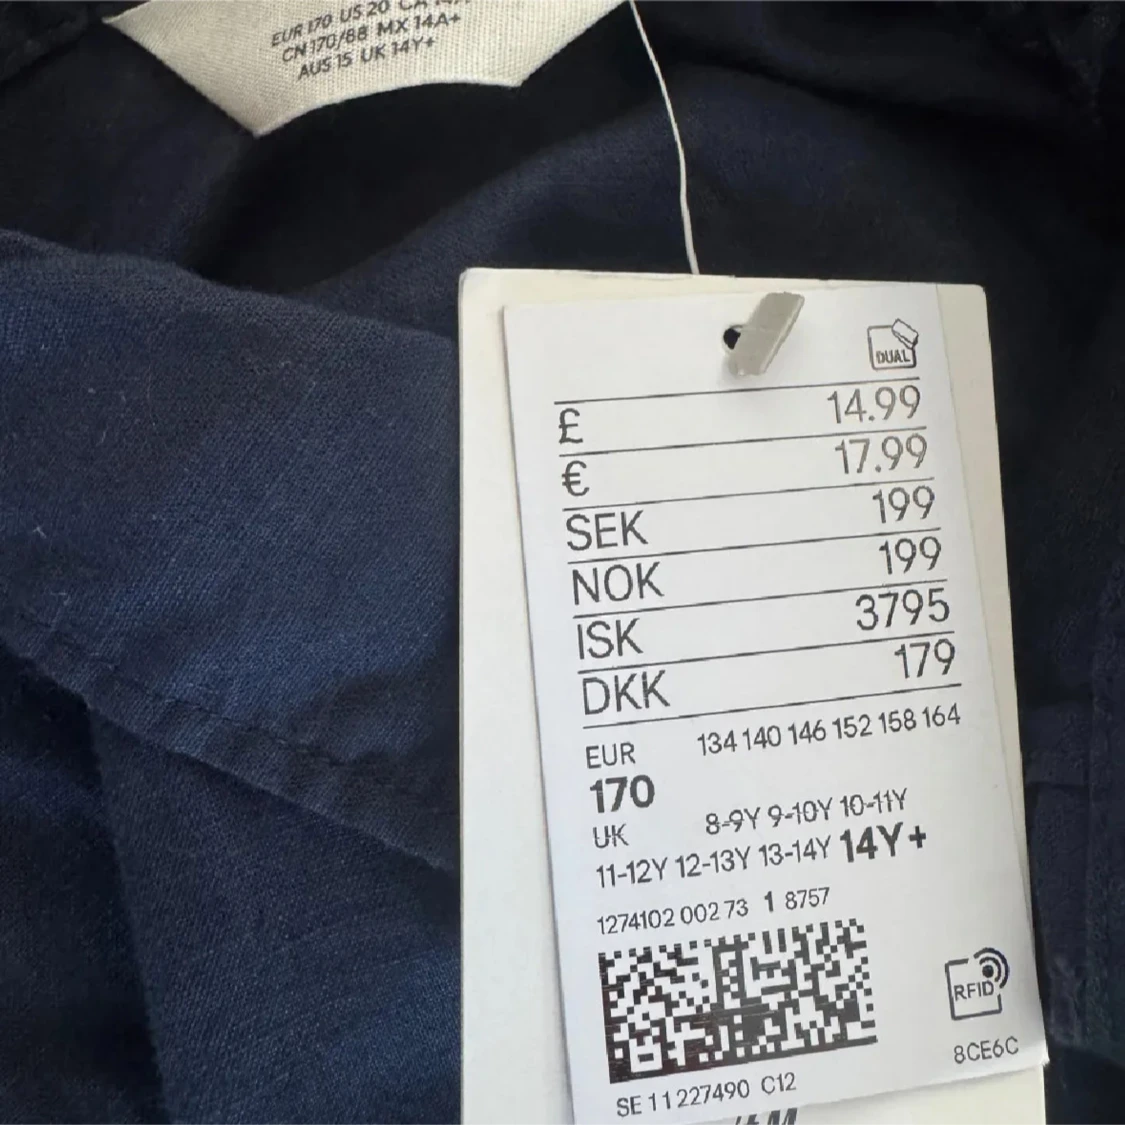 EUR 170 US 20 CA
CN 170/88 MX 14A+
AUS 15 UK 14Y+
DUAL
£ 14.99
€ 17.99
SEK 199
NOK 199
ISK 3795
DKK 179
EUR 134 140 146 152 158 164
170
UK 8-9Y 9-10Y 10-11Y
11-12Y 12-13Y 13-14Y 14Y+
1274102 002 73 1 8757
RFID
8CE6C
SE 11 227490 C12